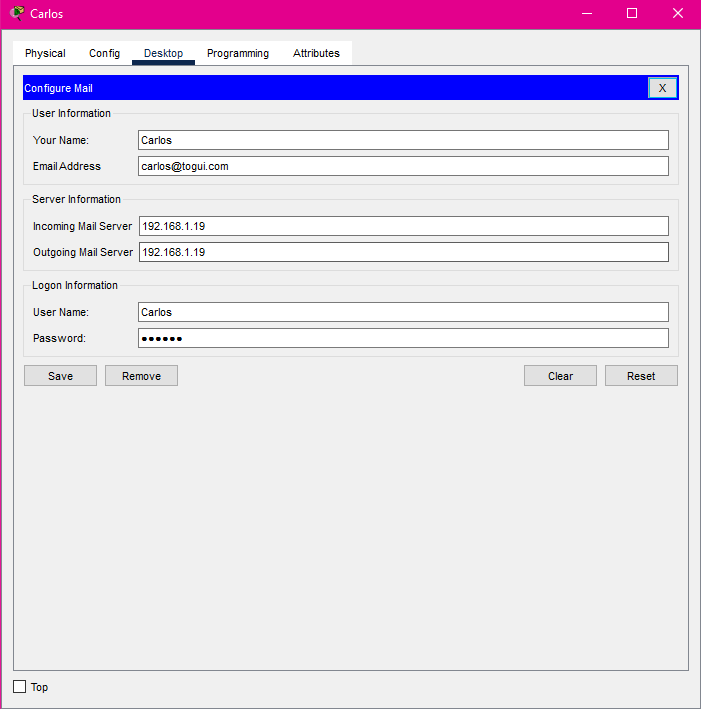 Carlos
Physical Config Desktop Programming Attributes
Configure Mail X
User Information
Your Name: Carlos
Email Address carlos@togui.com
Server Information
Incoming Mail Server 192.168.1.19
Outgoing Mail Server 192.168.1.19
Logon Information
User Name: Carlos
Password: ●●●●●●
Save Remove Clear Reset
Top